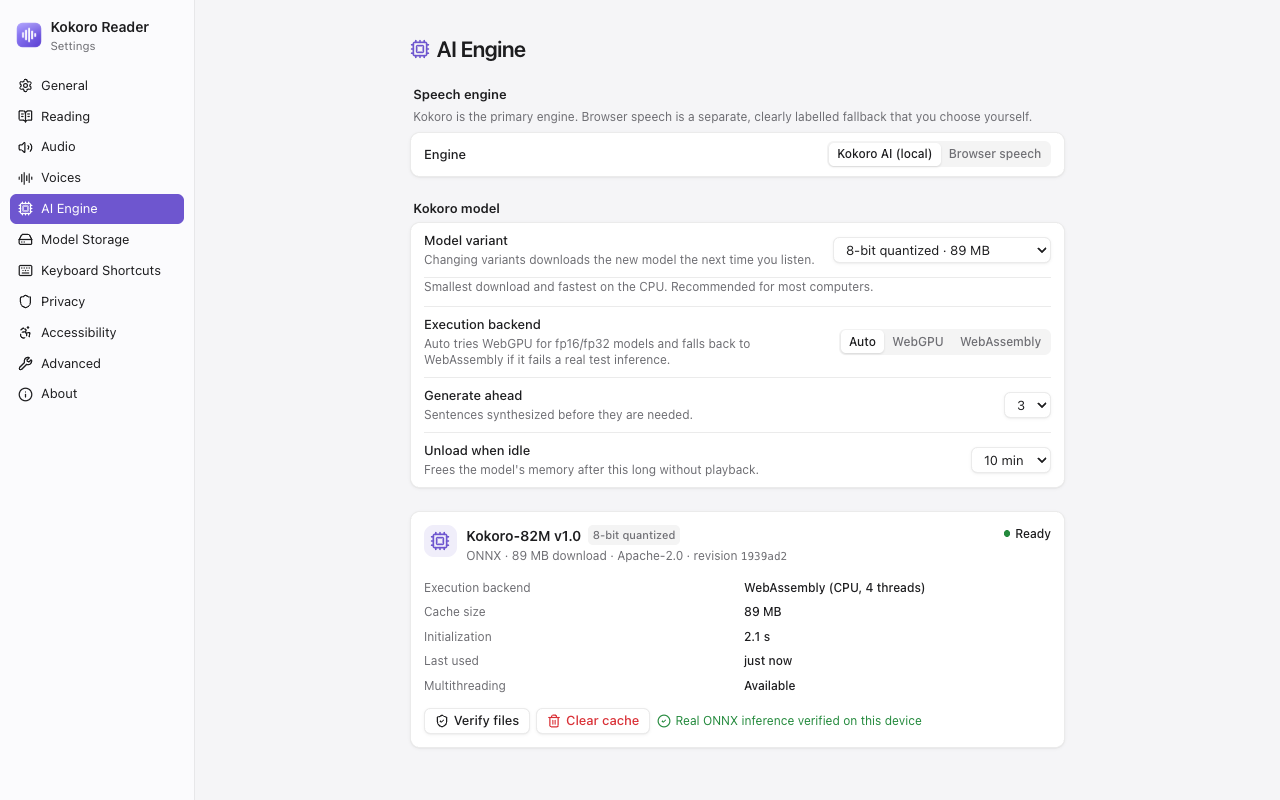 Kokoro Reader
Settings
General
Reading
Audio
Voices
AI Engine
Model Storage
Keyboard Shortcuts
Privacy
Accessibility
Advanced
About
AI Engine
Speech engine
Kokoro is the primary engine. Browser speech is a separate, clearly labelled fallback that you choose yourself.
Engine
Kokoro AI (local) Browser speech
Kokoro model
Model variant
Changing variants downloads the new model the next time you listen.
8-bit quantized · 89 MB
Smallest download and fastest on the CPU. Recommended for most computers.
Execution backend
Auto tries WebGPU for fp16/fp32 models and falls back to
WebAssembly if it fails a real test inference.
Auto WebGPU WebAssembly
Generate ahead
Sentences synthesized before they are needed.
3
Unload when idle
Frees the model's memory after this long without playback.
10 min
Kokoro-82M v1.0 8-bit quantized
Ready
ONNX · 89 MB download · Apache-2.0 · revision 1939ad2
Execution backend WebAssembly (CPU, 4 threads)
Cache size 89 MB
Initialization 2.1 s
Last used just now
Multithreading Available
Verify files Clear cache Real ONNX inference verified on this device